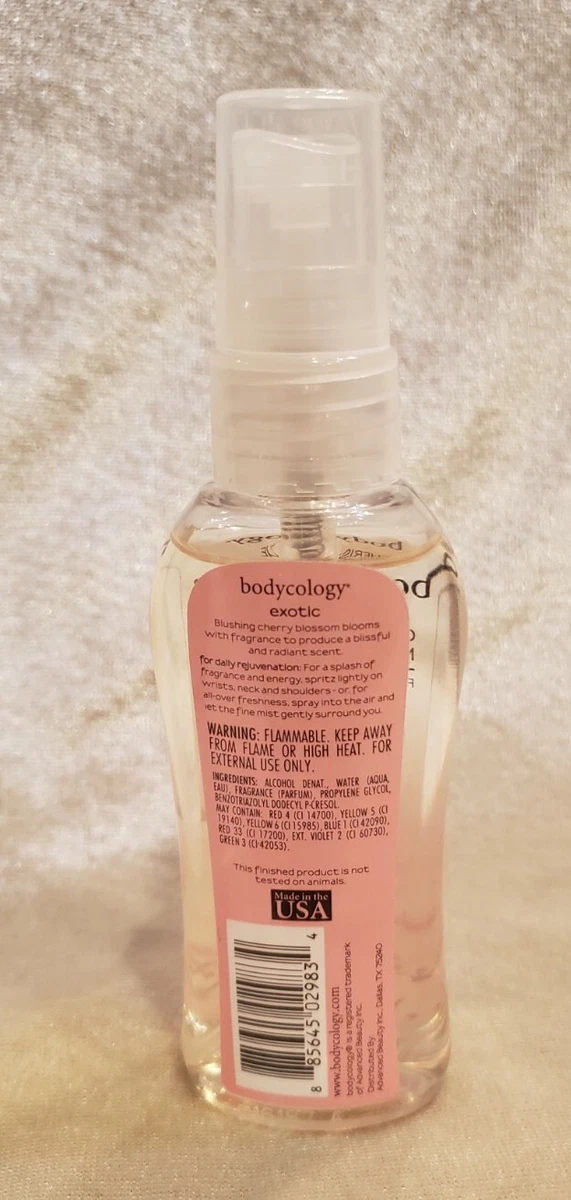 bodycology®
exotic
Blushing cherry blossom blooms
with fragrance to produce a blissful
and radiant scent.
for daily rejuvenation: For a splash of
fragrance and energy, spritz lightly on
wrists, neck and shoulders - or, for
all-over freshness, spray into the air and
let the fine mist gently surround you.
WARNING: FLAMMABLE. KEEP AWAY
FROM FLAME OR HIGH HEAT. FOR
EXTERNAL USE ONLY.
INGREDIENTS: ALCOHOL DENAT., WATER (AQUA,
EAU), FRAGRANCE (PARFUM), PROPYLENE GLYCOL,
BENZOTRIAZOLYL DODECYL P-CRESOL.
MAY CONTAIN: RED 4 (CI 14700), YELLOW 5 (CI
19140), YELLOW 6 (CI 15985), BLUE 1 (CI 42090),
RED 33 (CI 17200), EXT. VIOLET 2 (CI 60730),
GREEN 3 (CI 42053).
This finished product is not
tested on animals.
Made in the
USA
8 85645 02983 4
www.bodycology.com
bodycology® is a registered trademark
of Advanced Beauty Inc.
Distributed By
Advanced Beauty Inc. Dallas, TX 75240